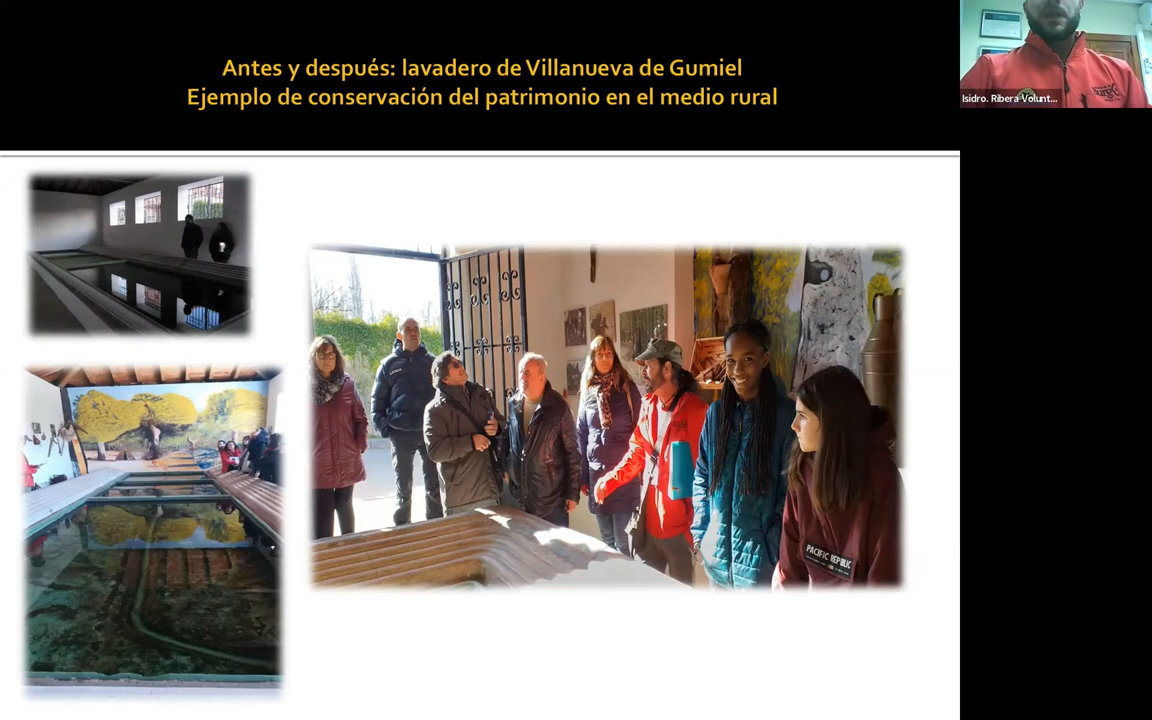 Antes y después: lavadero de Villanueva de Gumiel
Ejemplo de conservación del patrimonio en el medio rural
Isidro. Ribera-Volunt...
PACIFIC REPUBLIC